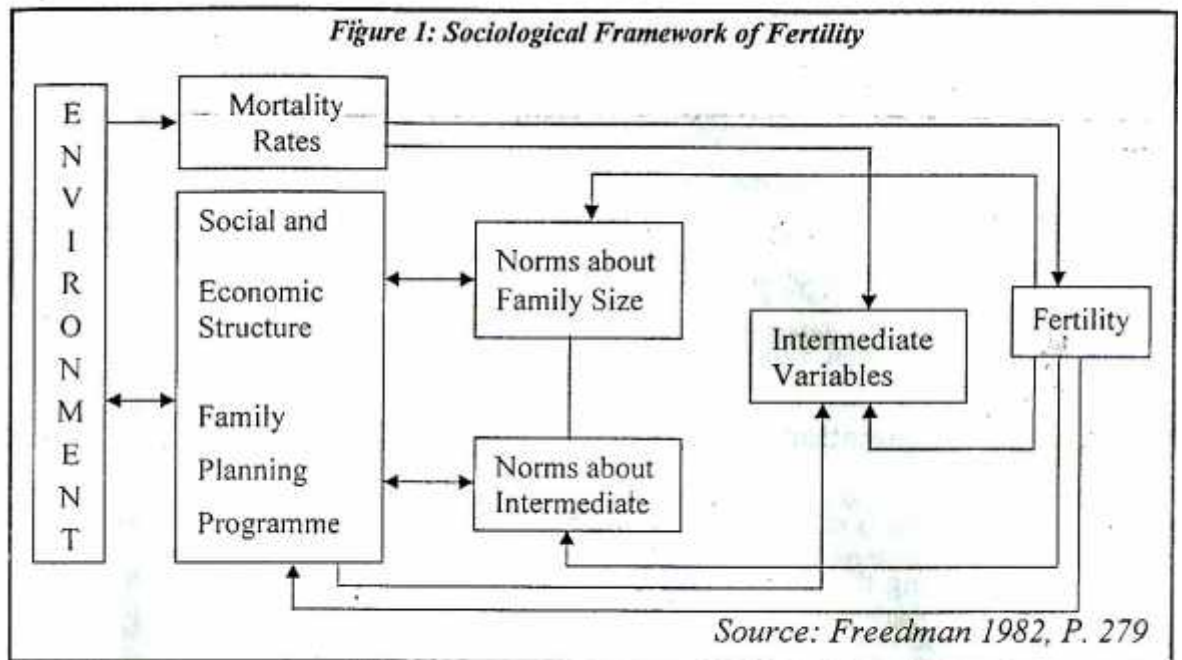 Figure 1: Sociological Framework of Fertility
E
N
V
I
R
O
N
M
E
N
T
Mortality
Rates
Social and
Economic
Structure
Family
Planning
Programme
Norms about
Family Size
Norms about
Intermediate
Intermediate
Variables
Fertility
Source: Freedman 1982, P. 279